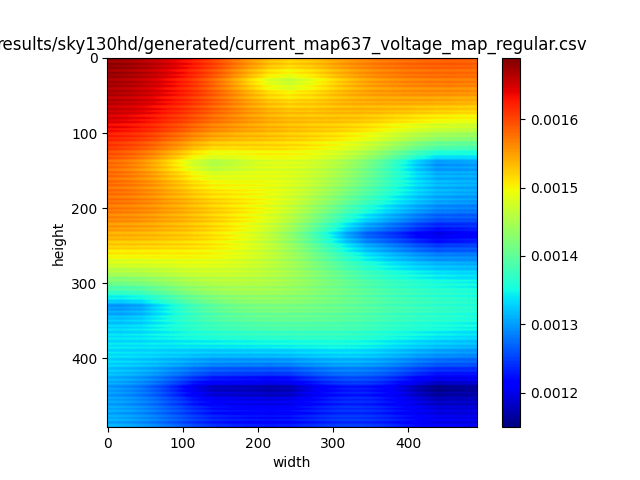 results/sky130hd/generated/current_map637_voltage_map_regular.csv
0
100
200
300
400
height
0 100 200 300 400
width
0.0016
0.0015
0.0014
0.0013
0.0012